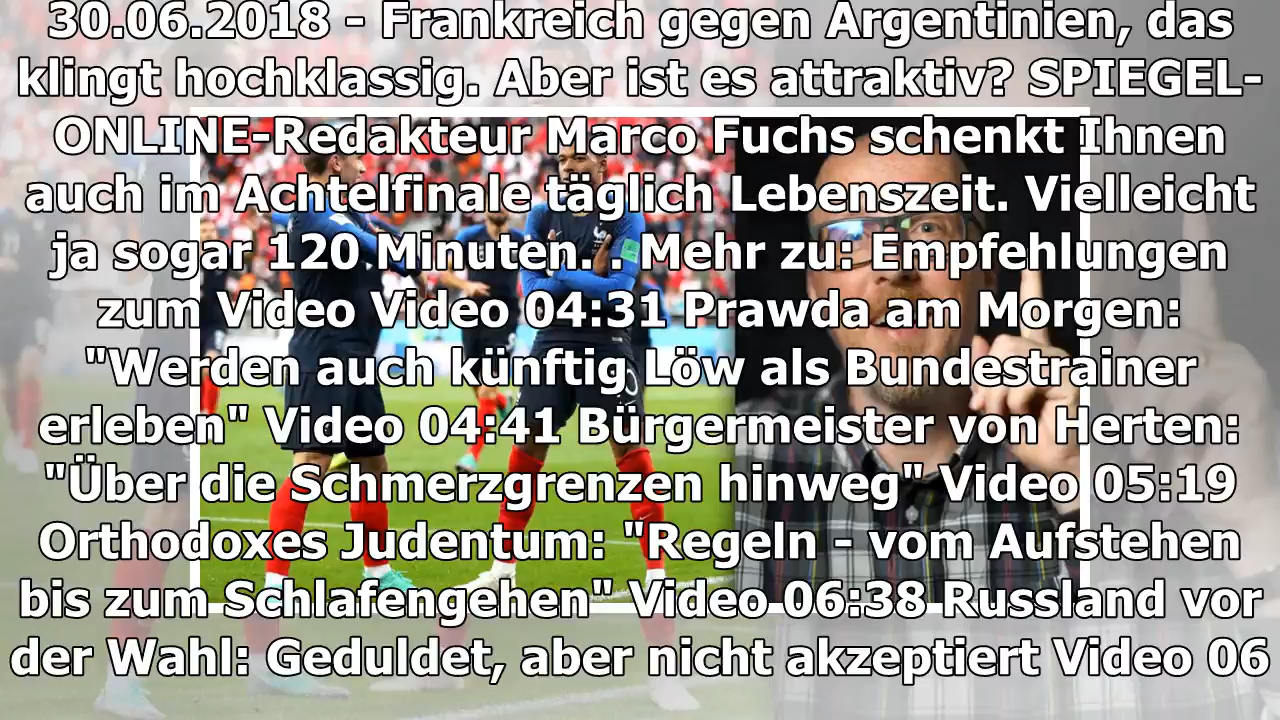 30.06.2018 - Frankreich gegen Argentinien, das
klingt hochklassig. Aber ist es attraktiv? SPIEGEL-
ONLINE-Redakteur Marco Fuchs schenkt Ihnen
auch im Achtelfinale täglich Lebenszeit. Vielleicht
ja sogar 120 Minuten. . Mehr zu: Empfehlungen
zum Video Video 04:31 Prawda am Morgen:
"Werden auch künftig Löw als Bundestrainer
erleben" Video 04:41 Bürgermeister von Herten:
"Über die Schmerzgrenzen hinweg" Video 05:19
Orthodoxes Judentum: "Regeln - vom Aufstehen
bis zum Schlafengehen" Video 06:38 Russland vor
der Wahl: Geduldet, aber nicht akzeptiert Video 06